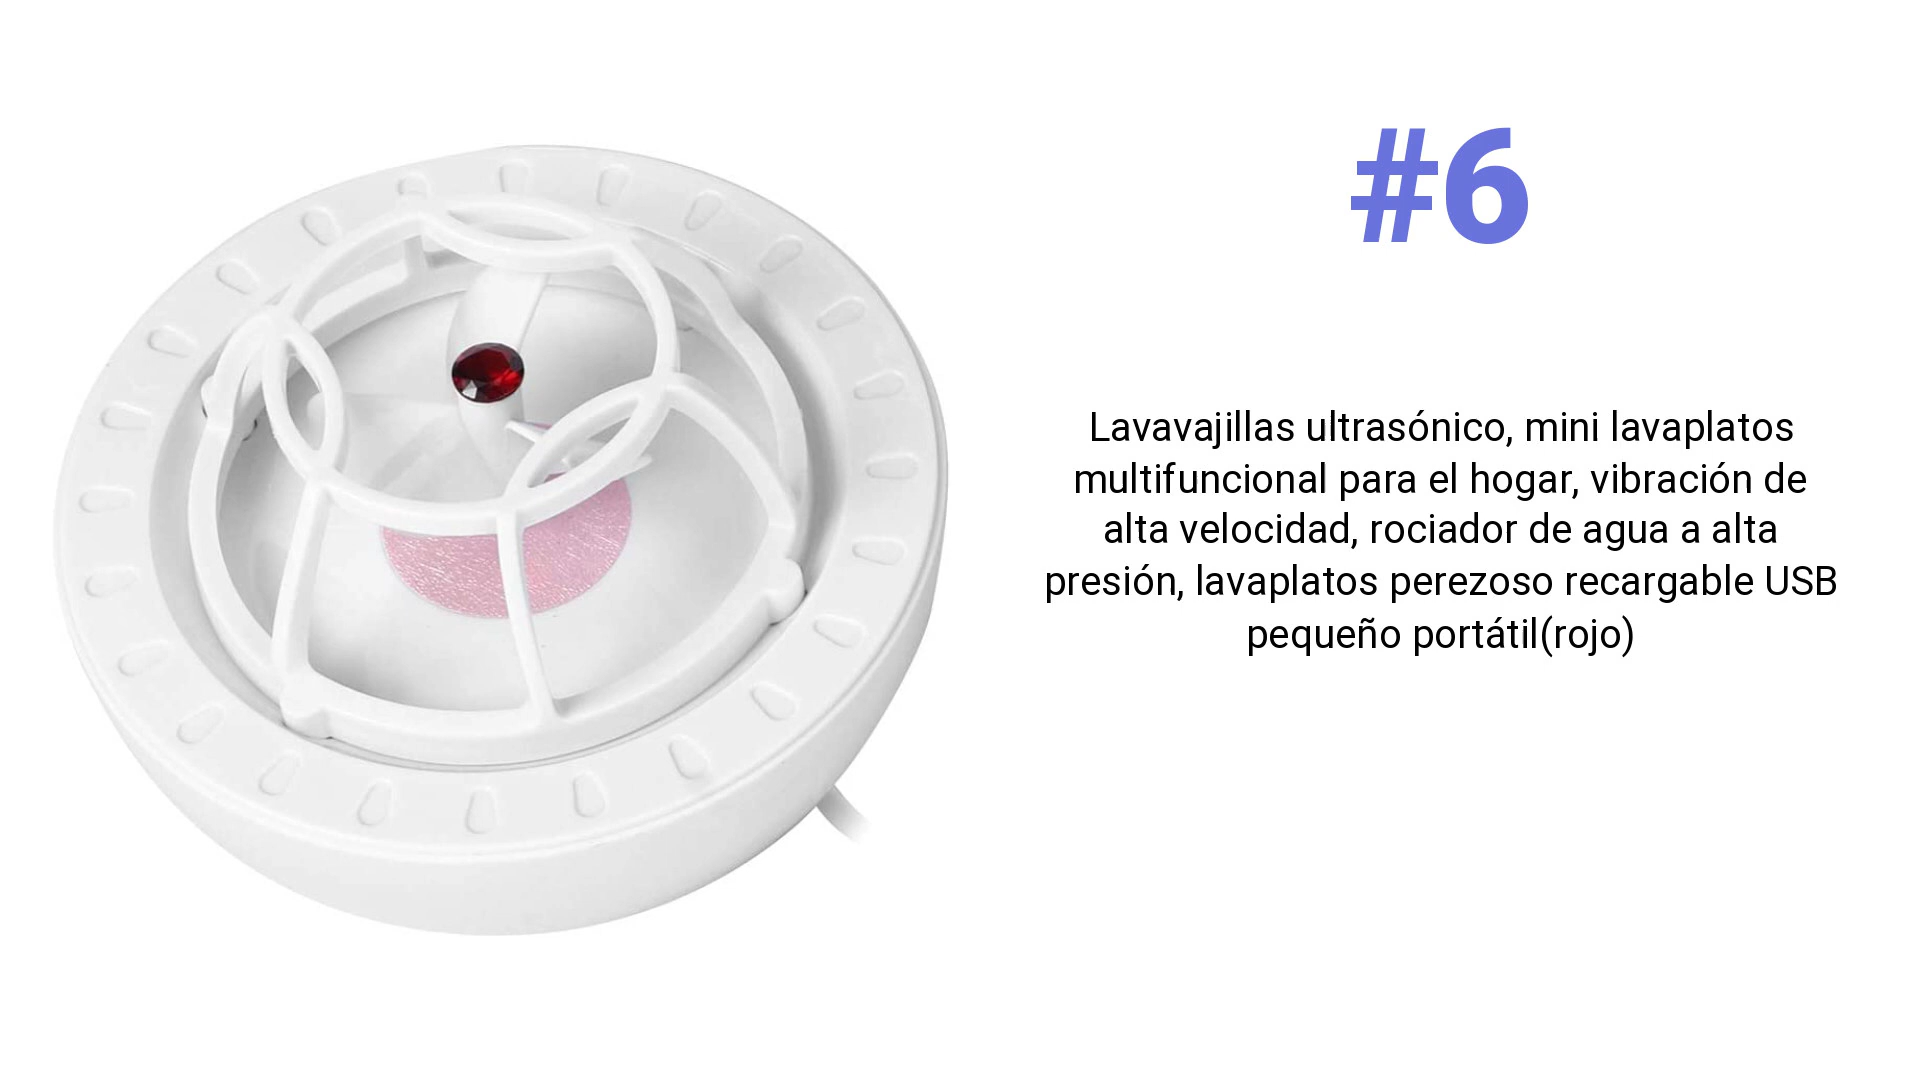 #6
Lavavajillas ultrasónico, mini lavaplatos
multifuncional para el hogar, vibración de
alta velocidad, rociador de agua a alta
presión, lavaplatos perezoso recargable USB
pequeño portátil(rojo)